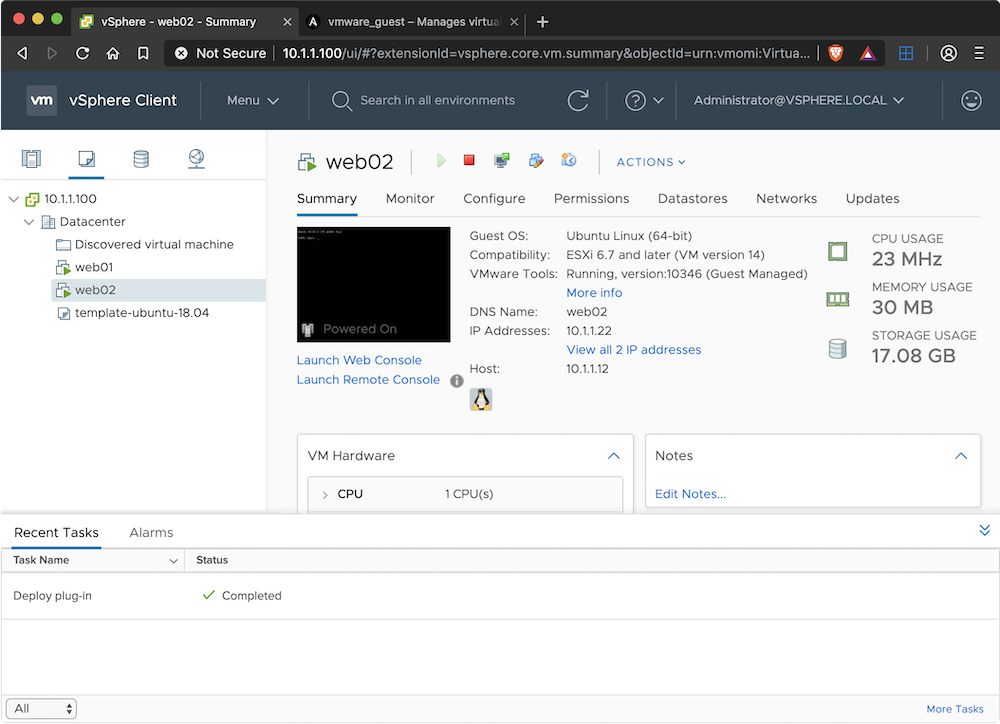 vSphere - web02 - Summary
vmware_guest – Manages virtua
Not Secure 10.1.1.100/ui/#?extensionId=vsphere.core.vm.summary&objectId=urn:vmomi:Virtua...
vm vSphere Client Menu Search in all environments Administrator@VSPHERE.LOCAL
10.1.1.100
Datacenter
Discovered virtual machine
web01
web02
template-ubuntu-18.04
web02 ACTIONS
Summary Monitor Configure Permissions Datastores Networks Updates
Powered On
Launch Web Console
Launch Remote Console
Guest OS: Ubuntu Linux (64-bit)
Compatibility: ESXi 6.7 and later (VM version 14)
VMware Tools: Running, version:10346 (Guest Managed)
More info
DNS Name: web02
IP Addresses: 10.1.1.22
View all 2 IP addresses
Host: 10.1.1.12
CPU USAGE
23 MHz
MEMORY USAGE
30 MB
STORAGE USAGE
17.08 GB
VM Hardware
CPU 1 CPU(s)
Notes
Edit Notes...
Recent Tasks Alarms
Task Name Status
Deploy plug-in Completed
All More Tasks